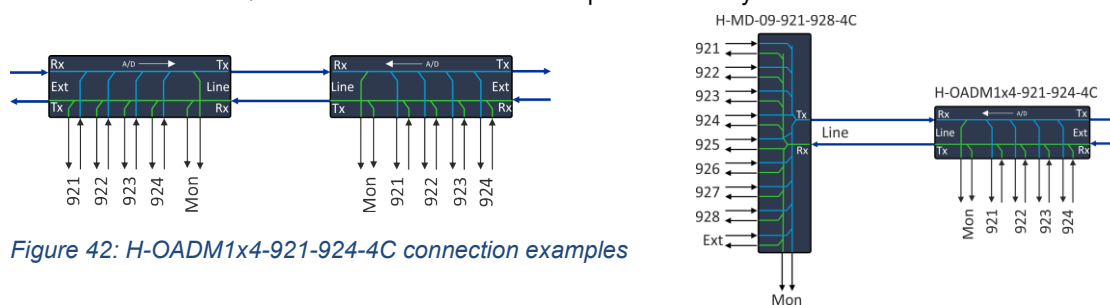 H-MD-09-921-928-4C
Rx A/D Tx
Ext Line
Tx Rx
921 922 923 924 Mon
Rx A/D Tx
Line Ext
Tx Rx
Mon 921 922 923 924
Figure 42: H-OADM1x4-921-924-4C connection examples
921
922
923
924
925
926
927
928
Ext
Tx
Rx
Mon
Line
H-OADM1x4-921-924-4C
Rx A/D Tx
Line Ext
Tx Rx
Mon 921 922 923 924